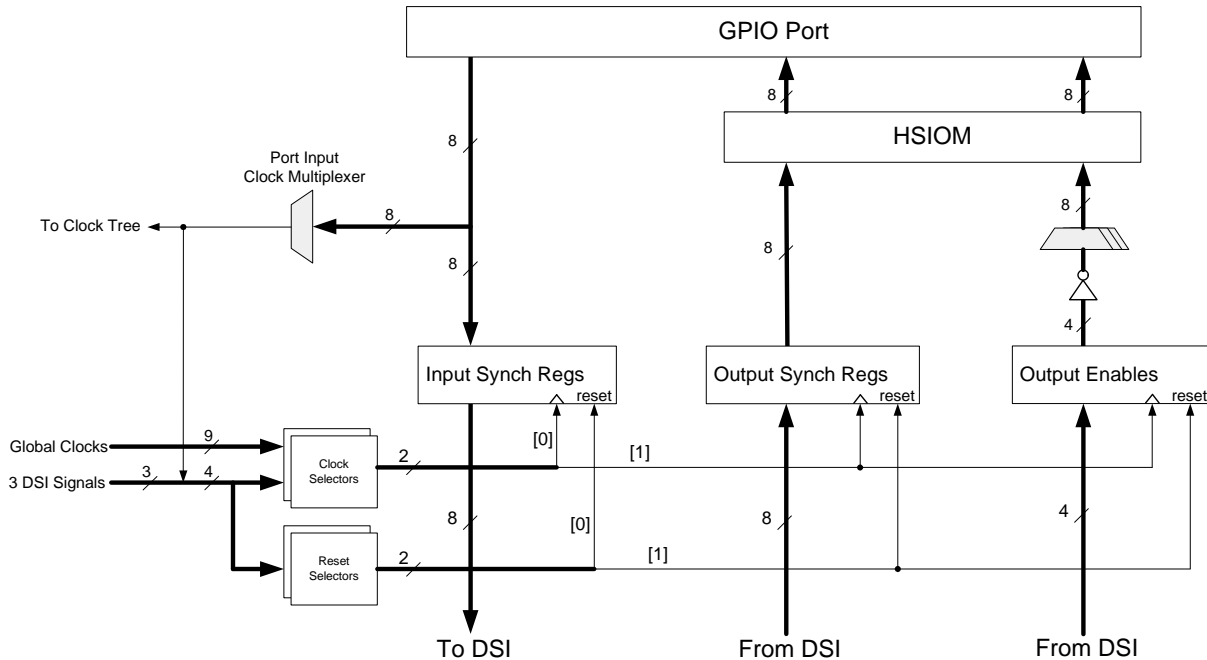 GPIO Port
8
8
8
HSIOM
Port Input
Clock Multiplexer
8
8
To Clock Tree
8
8
8
4
Input Synch Regs
reset
Output Synch Regs
reset
Output Enables
reset
Global Clocks
9
[0]
[1]
2
Clock
Selectors
3 DSI Signals
3
4
8
[0]
8
4
2
[1]
Reset
Selectors
To DSI
From DSI
From DSI